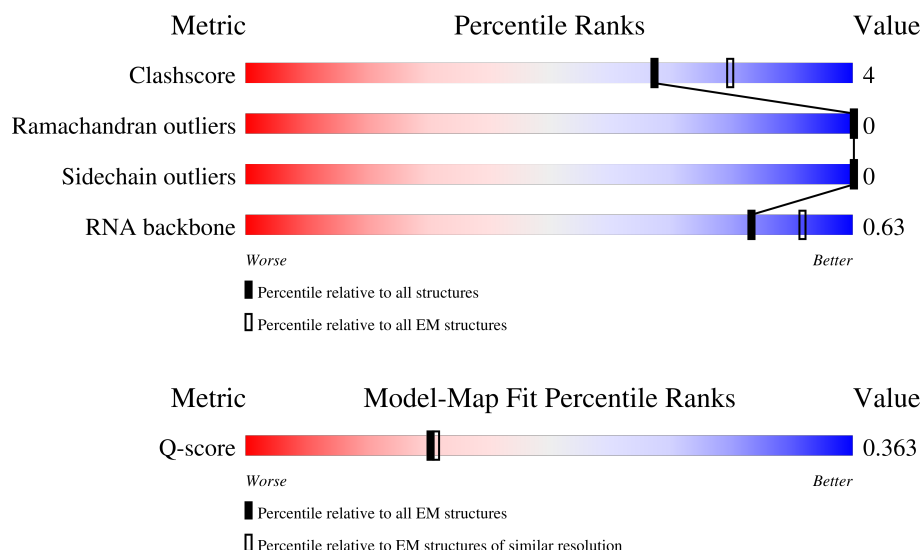 Metric Percentile Ranks Value
Clashscore 4
Ramachandran outliers 0
Sidechain outliers 0
RNA backbone 0.63
Worse Better
Percentile relative to all structures
Percentile relative to all EM structures
Metric Model-Map Fit Percentile Ranks Value
Q-score 0.363
Worse Better
Percentile relative to all EM structures
Percentile relative to EM structures of similar resolution